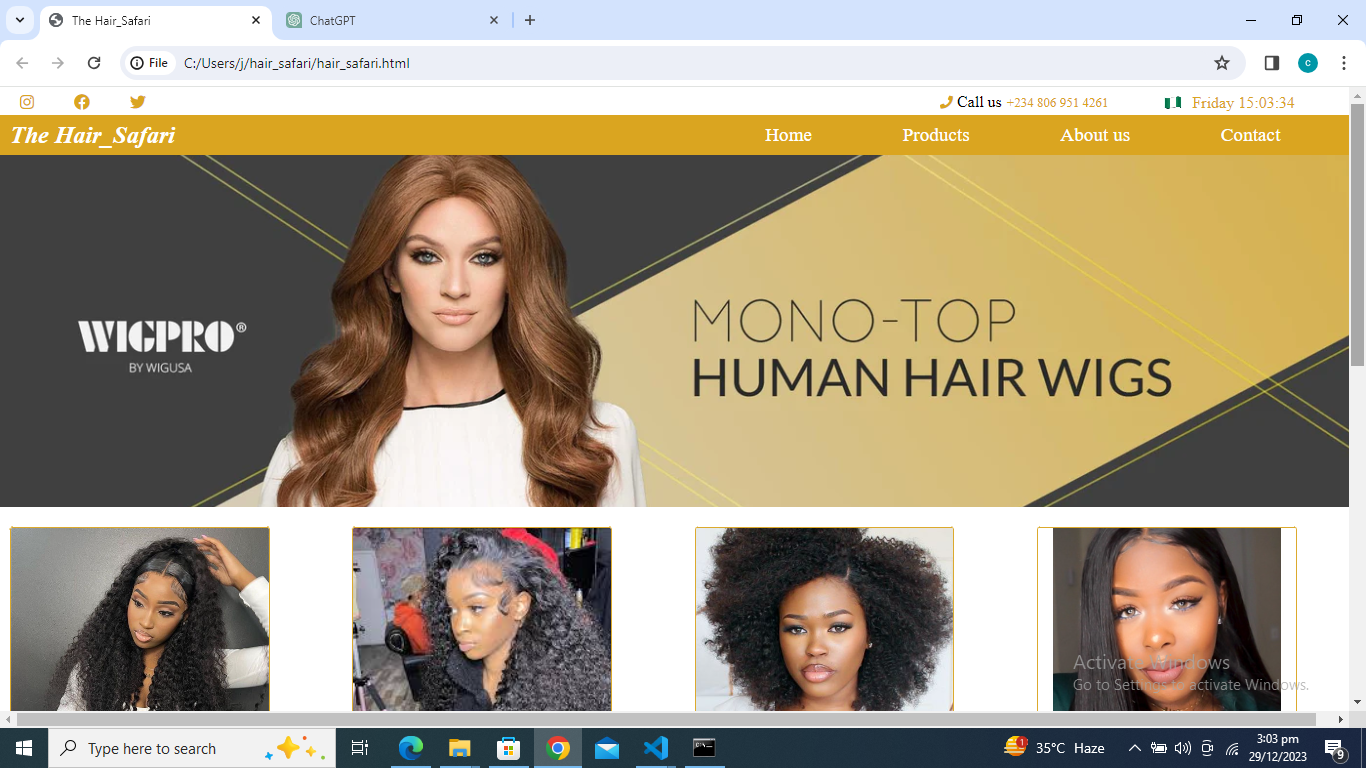 The Hair_Safari
ChatGPT
File C:/Users/j/hair_safari/hair_safari.html
c
Call us +234 806 951 4261
Friday 15:03:34
The Hair_Safari
Home
Products
About us
Contact
WIGPRO®
BY WIGUSA
MONO-TOP
HUMAN HAIR WIGS
Activate Windows
Go to Settings to activate Windows.
Type here to search
1
35°C Haze
3:03 pm
29/12/2023
9